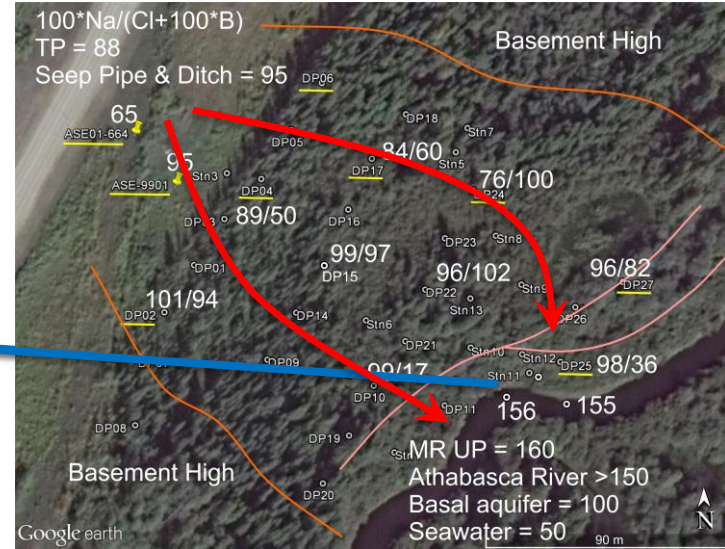 100*Na/(Cl+100*B)
TP = 88
Seep Pipe & Ditch = 95
Basement High
DP06
65
ASE01-664
DP18
Stn7
DP05
84/60
Stn5
DP17
95
ASE-9901
Stn3
DP04
76/100
DP24
89/50
DP03
DP16
DP23
Stn8
99/97
DP15
DP01
96/102
96/82
DP22
Stn9
DP27
Stn13
101/94
DP02
DP14
DP26
Stn6
DP21
Stn10
Stn12
DP09
DP25
98/36
99/17
Stn11
DP10
DP11
156
155
DP08
DP19
MR UP = 160
Athabasca River >150
Basement High
Basal aquifer = 100
DP20
Seawater = 50
N
Google earth
90 m